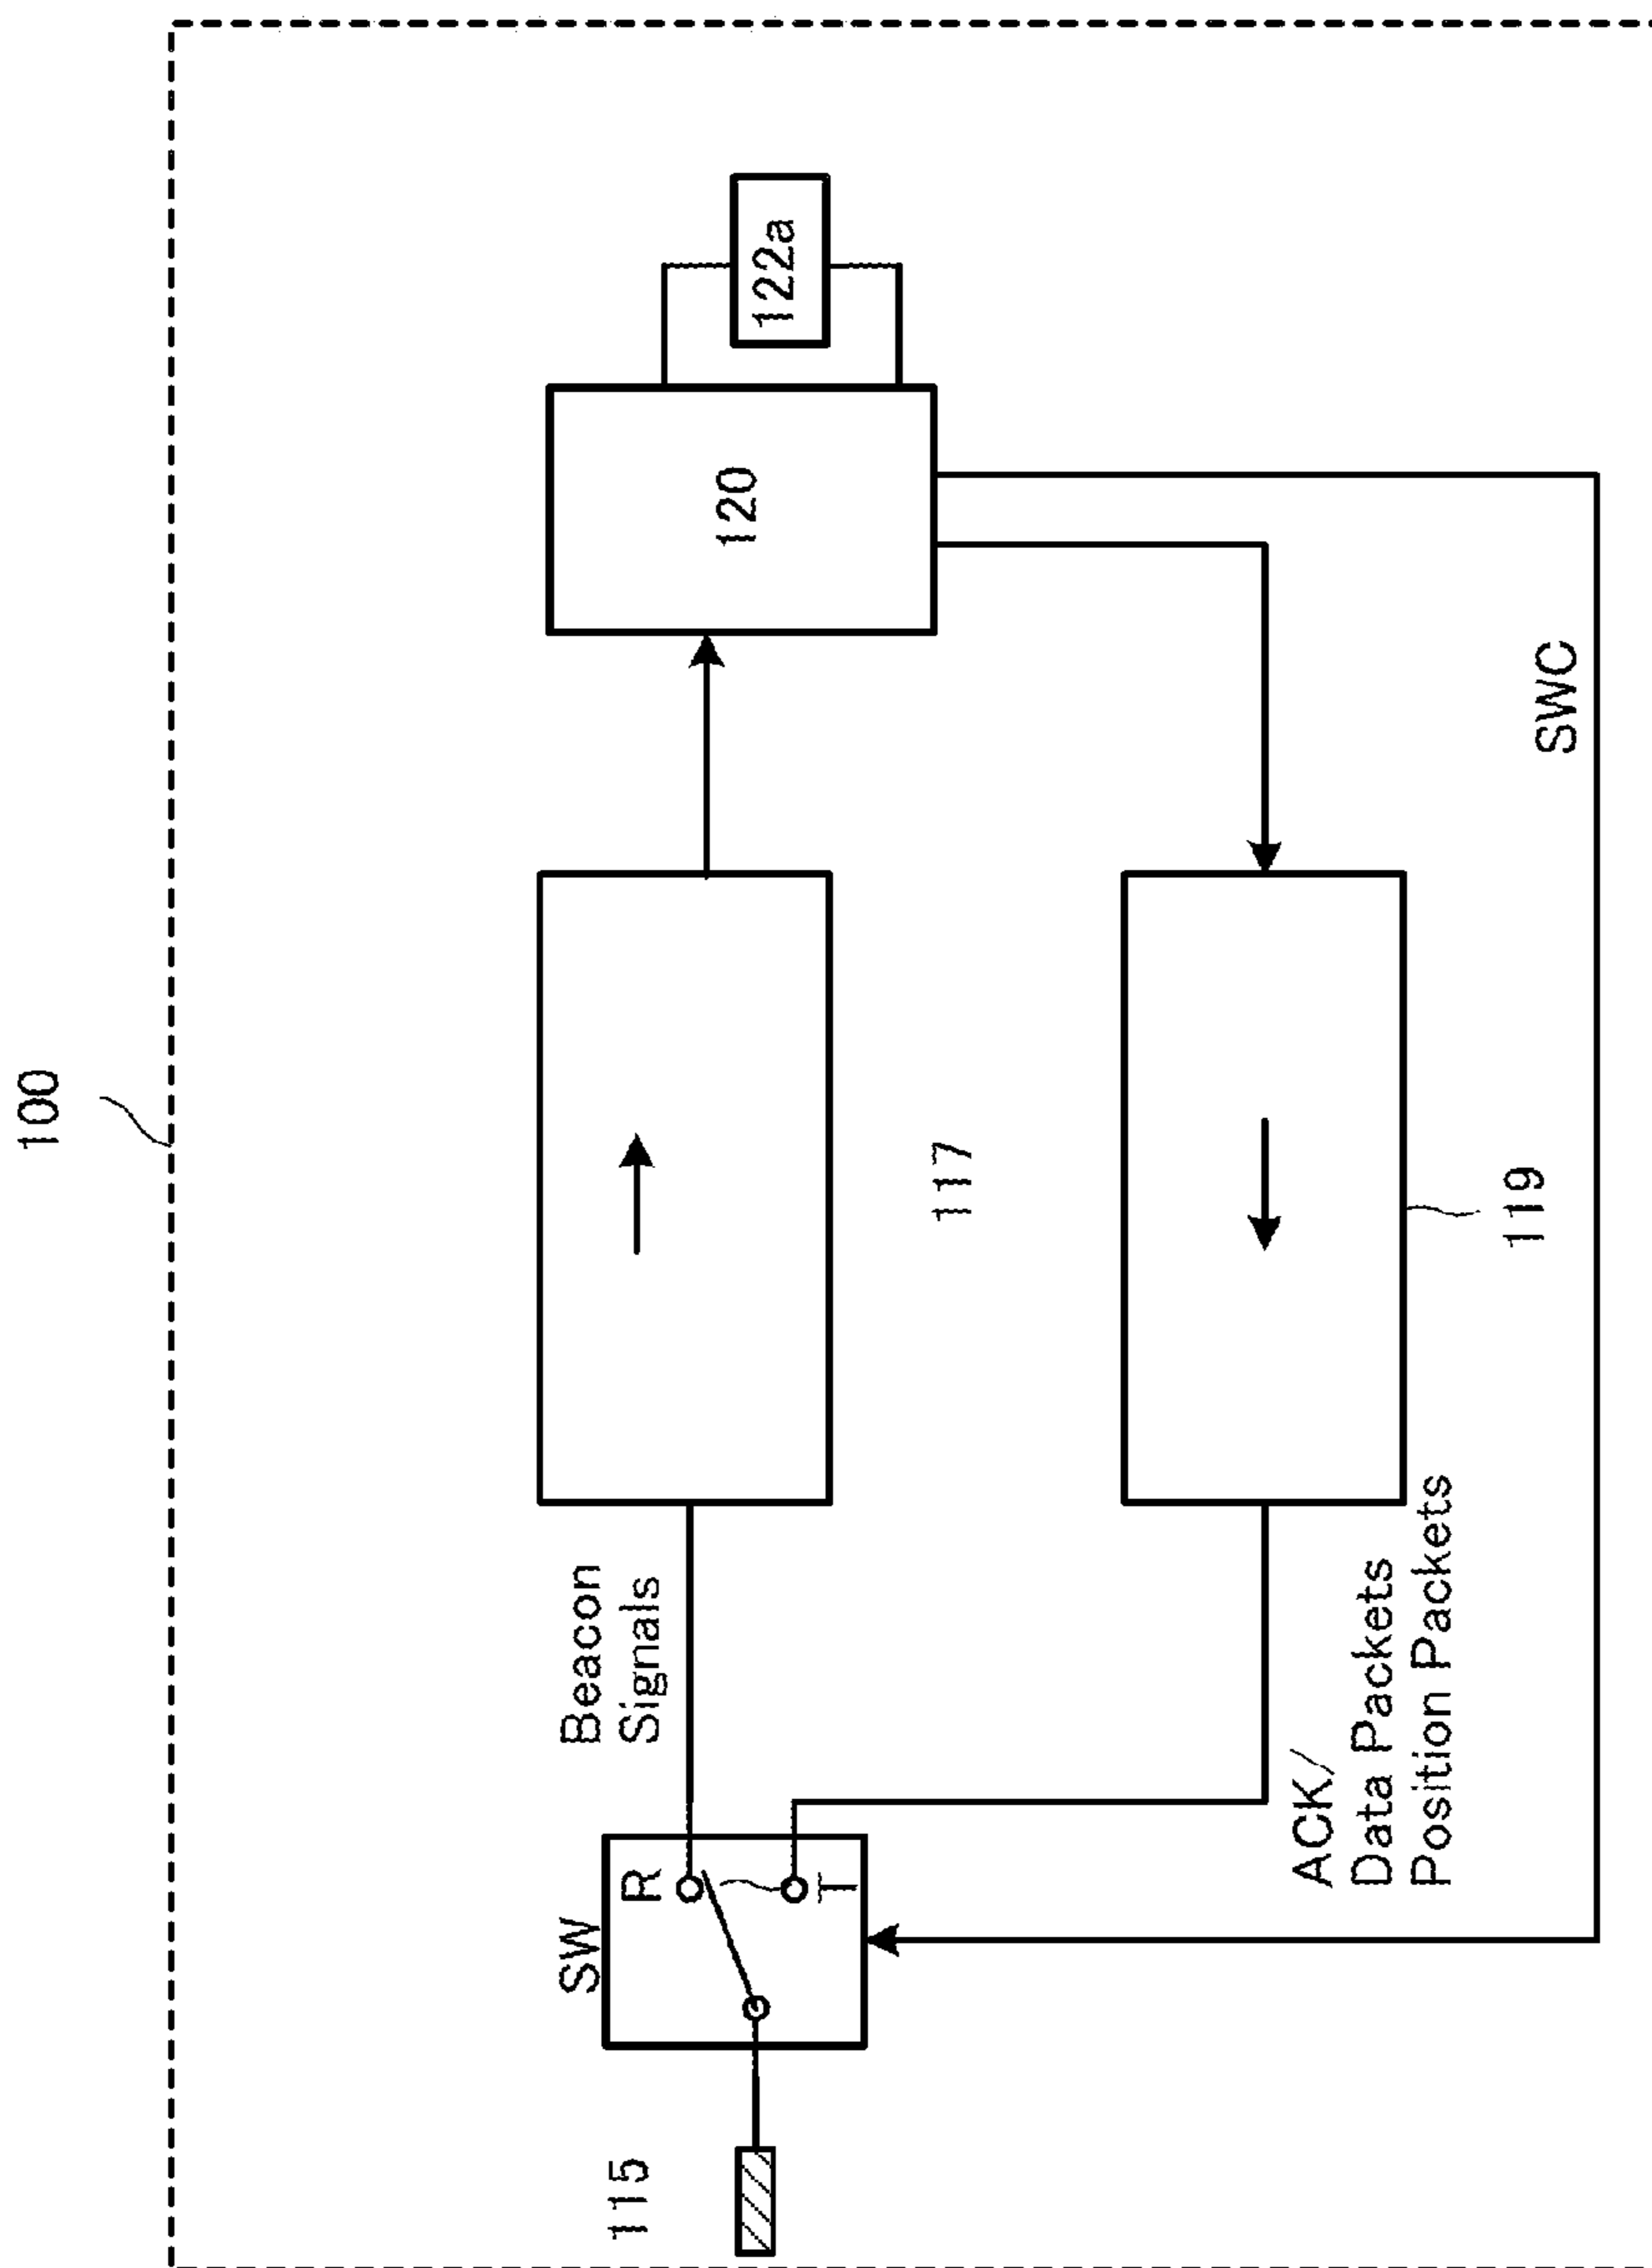 100
115
SW
R
T
Beacon
Signals
117
120
122a
ACK/
Data Packets
Position Packets
119
SWC